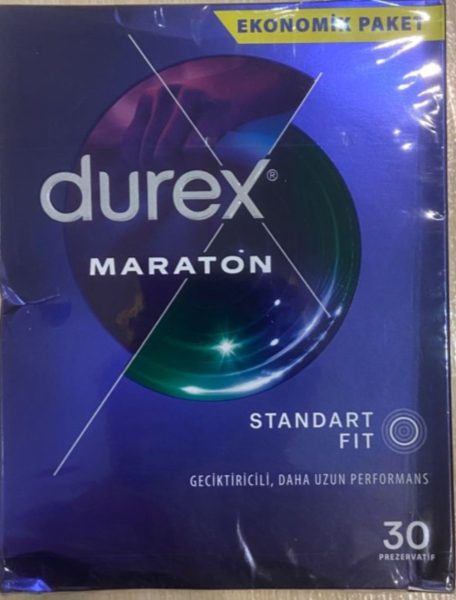 EKONOMİK PAKET
durex®
MARATON
STANDART
FIT
GECİKTİRİCİLİ, DAHA UZUN PERFORMANS
30
PREZERVATİF